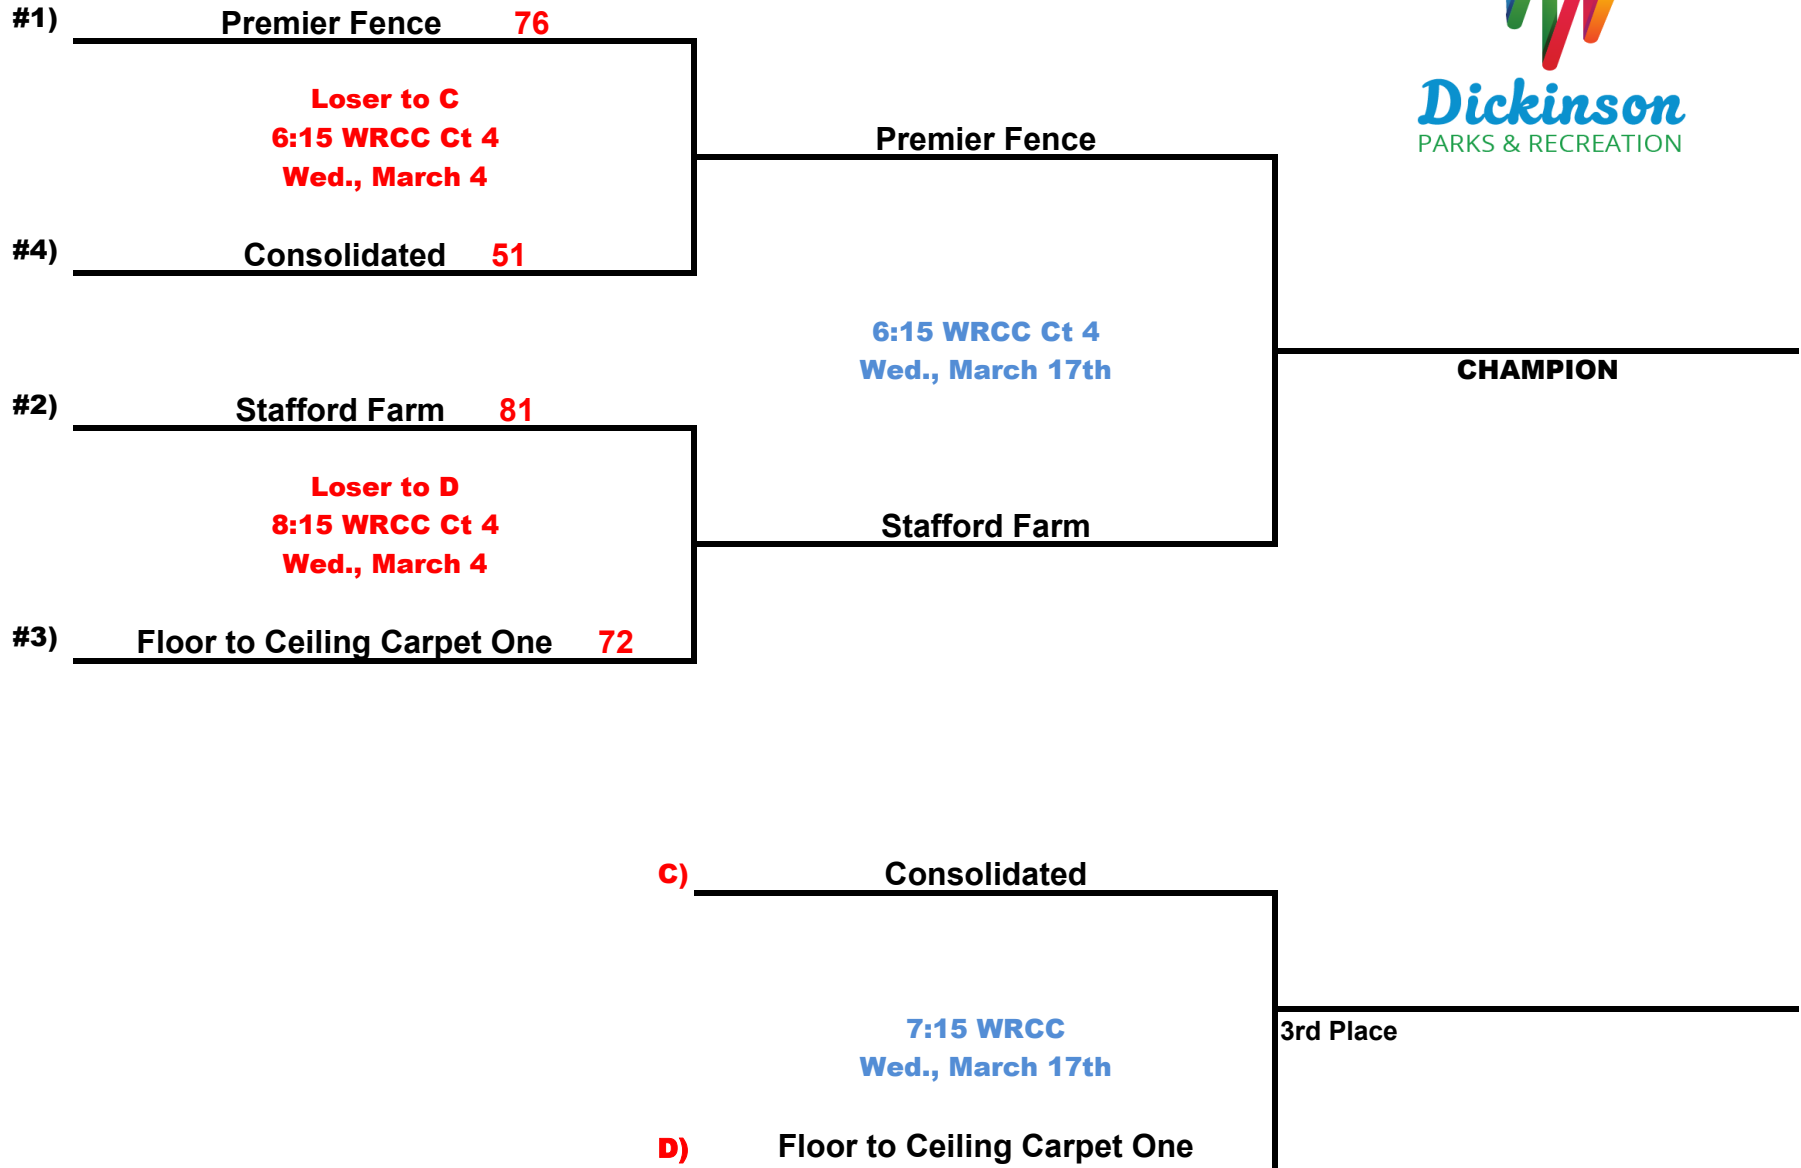 #1) Premier Fence 76
Loser to C
6:15 WRCC Ct 4
Wed., March 4
#4) Consolidated 51
#2) Stafford Farm 81
Loser to D
8:15 WRCC Ct 4
Wed., March 4
#3) Floor to Ceiling Carpet One 72
Premier Fence
6:15 WRCC Ct 4
Wed., March 17th
Stafford Farm
Dickinson
PARKS & RECREATION
CHAMPION
C) Consolidated
7:15 WRCC
Wed., March 17th
D) Floor to Ceiling Carpet One
3rd Place